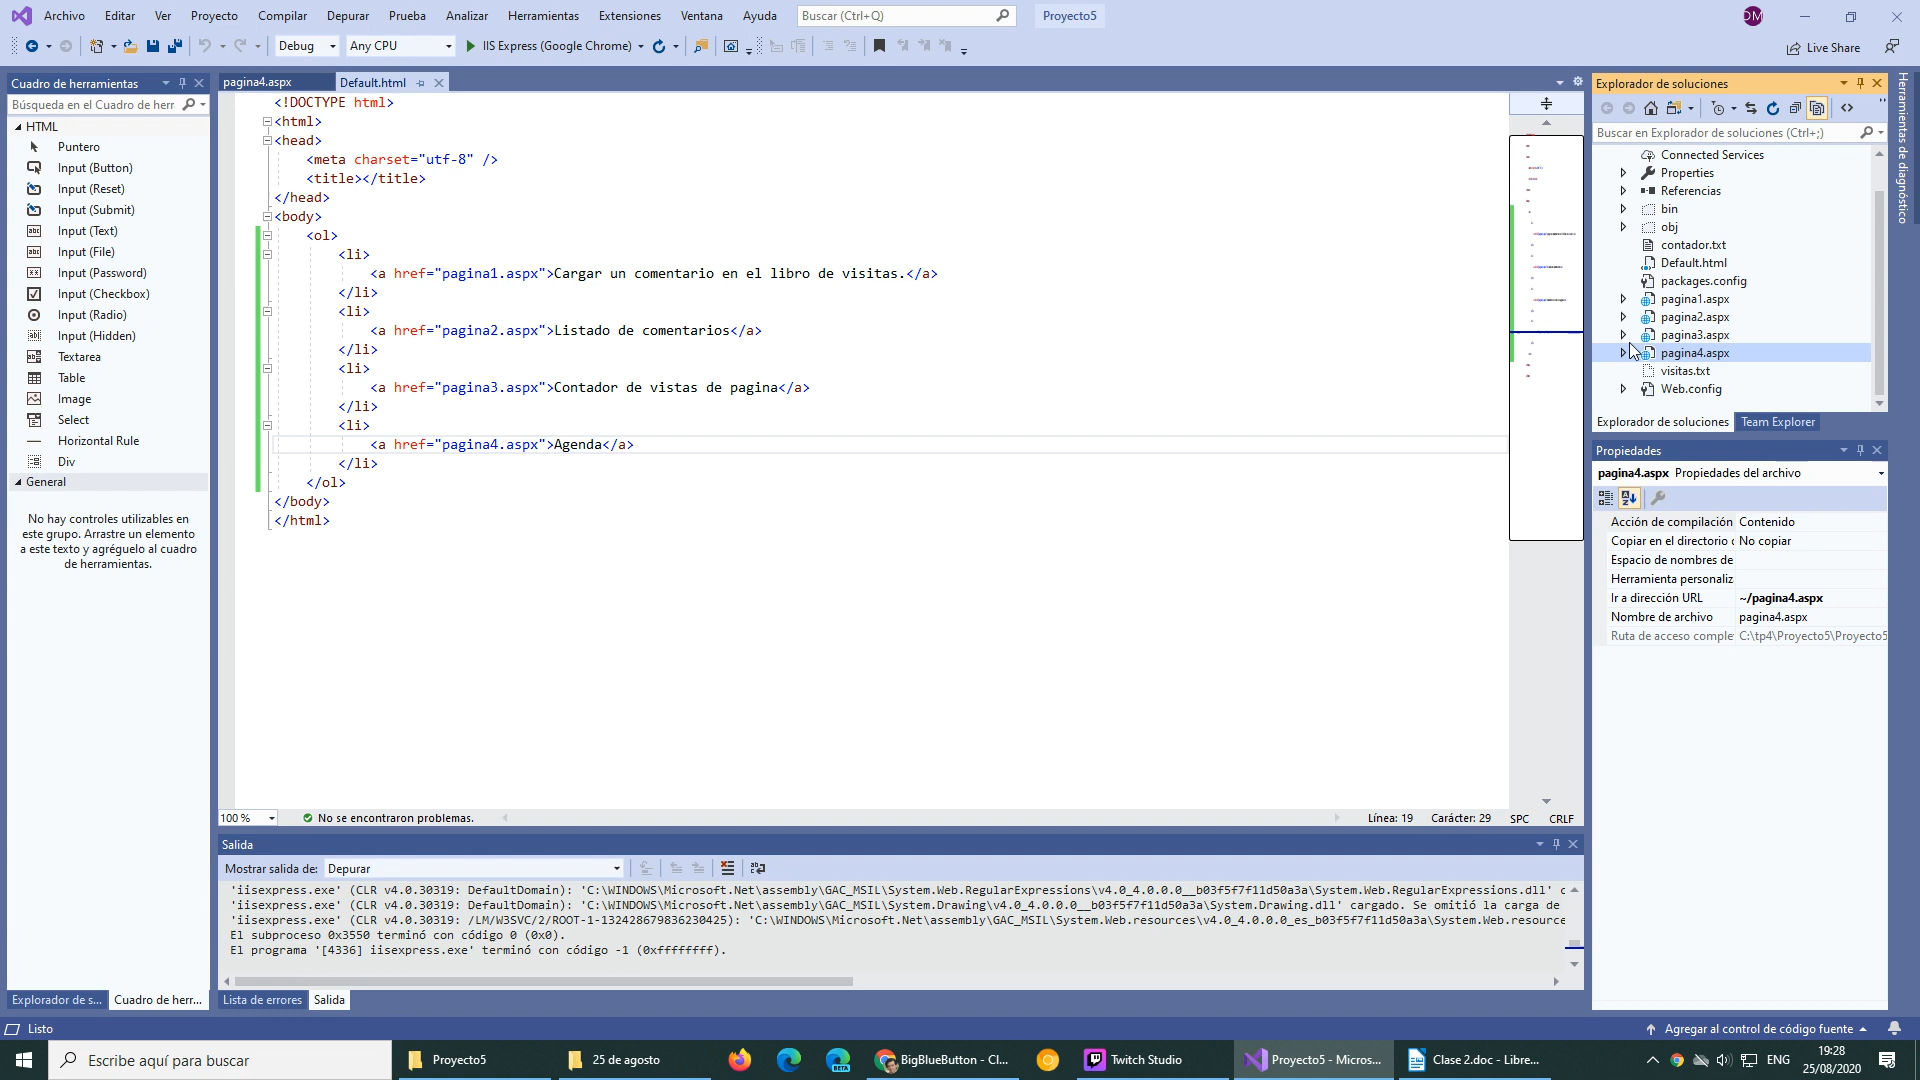 Archivo Editar Ver Proyecto Compilar Depurar Prueba Analizar Herramientas Extensiones Ventana Ayuda Buscar (Ctrl+Q) Proyecto5 DM
Debug Any CPU IIS Express (Google Chrome) Live Share
Cuadro de herramientas
Búsqueda en el Cuadro de herr
HTML
Puntero
Input (Button)
Input (Reset)
Input (Submit)
Input (Text)
Input (File)
Input (Password)
Input (Checkbox)
Input (Radio)
Input (Hidden)
Textarea
Table
Image
Select
Horizontal Rule
Div
General
No hay controles utilizables en
este grupo. Arrastre un elemento
a este texto y agréguelo al cuadro
de herramientas.
Explorador de s... Cuadro de herr...
pagina4.aspx Default.html
<!DOCTYPE html>
<html>
<head>
<meta charset="utf-8" />
<title></title>
</head>
<body>
<ol>
<li>
<a href="pagina1.aspx">Cargar un comentario en el libro de visitas.</a>
</li>
<li>
<a href="pagina2.aspx">Listado de comentarios</a>
</li>
<li>
<a href="pagina3.aspx">Contador de vistas de pagina</a>
</li>
<li>
<a href="pagina4.aspx">Agenda</a>
</li>
</ol>
</body>
</html>
100 % No se encontraron problemas. Línea: 19 Carácter: 29 SPC CRLF
Salida
Mostrar salida de: Depurar
'iisexpress.exe' (CLR v4.0.30319: DefaultDomain): 'C:\WINDOWS\Microsoft.Net\assembly\GAC_MSIL\System.Web.RegularExpressions\v4.0_4.0.0.0__b03f5f7f11d50a3a\System.Web.RegularExpressions.dll' c
'iisexpress.exe' (CLR v4.0.30319: DefaultDomain): 'C:\WINDOWS\Microsoft.Net\assembly\GAC_MSIL\System.Drawing\v4.0_4.0.0.0__b03f5f7f11d50a3a\System.Drawing.dll' cargado. Se omitió la carga de
'iisexpress.exe' (CLR v4.0.30319: /LM/W3SVC/2/ROOT-1-132428679836230425): 'C:\WINDOWS\Microsoft.Net\assembly\GAC_MSIL\System.Web.resources\v4.0_4.0.0.0_es_b03f5f7f11d50a3a\System.Web.resource
El subproceso 0x3550 terminó con código 0 (0x0).
El programa '[4336] iisexpress.exe' terminó con código -1 (0xffffffff).
Lista de errores Salida
Explorador de soluciones
Buscar en Explorador de soluciones (Ctrl+;)
Connected Services
Properties
Referencias
bin
obj
contador.txt
Default.html
packages.config
pagina1.aspx
pagina2.aspx
pagina3.aspx
pagina4.aspx
visitas.txt
Web.config
Explorador de soluciones Team Explorer
Propiedades
pagina4.aspx Propiedades del archivo
Acción de compilación Contenido
Copiar en el directorio d No copiar
Espacio de nombres de
Herramienta personaliz
Ir a dirección URL ~/pagina4.aspx
Nombre de archivo pagina4.aspx
Ruta de acceso comple C:\tp4\Proyecto5\Proyecto5
Herramientas de diagnóstico
Listo Agregar al control de código fuente
Escribe aquí para buscar Proyecto5 25 de agosto BETA BigBlueButton - Cl... Twitch Studio Proyecto5 - Micros... Clase 2.doc - Libre... ENG 19:28
25/08/2020